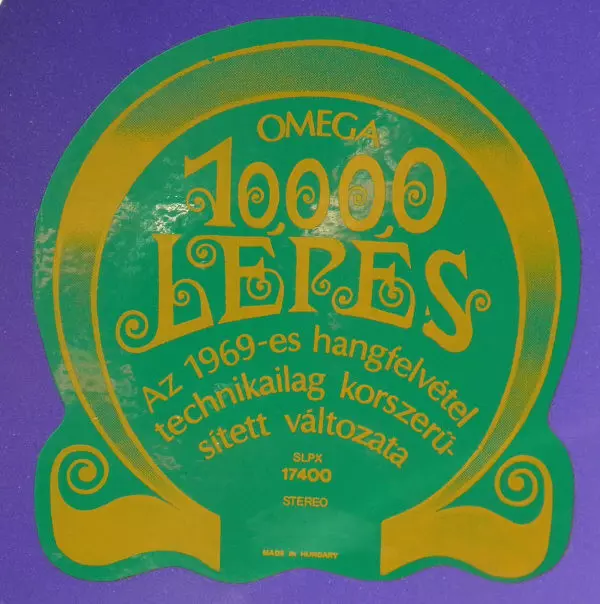 OMEGA
10000
LÉPÉS
Az 1969-es hangfelvétel
technikailag korszerű-
sített változata
SLPX
17400
STEREO
MADE IN HUNGARY